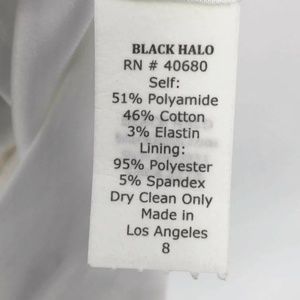 BLACK HALO
RN # 40680
Self:
51% Polyamide
46% Cotton
3% Elastin
Lining:
95% Polyester
5% Spandex
Dry Clean Only
Made in
Los Angeles
8